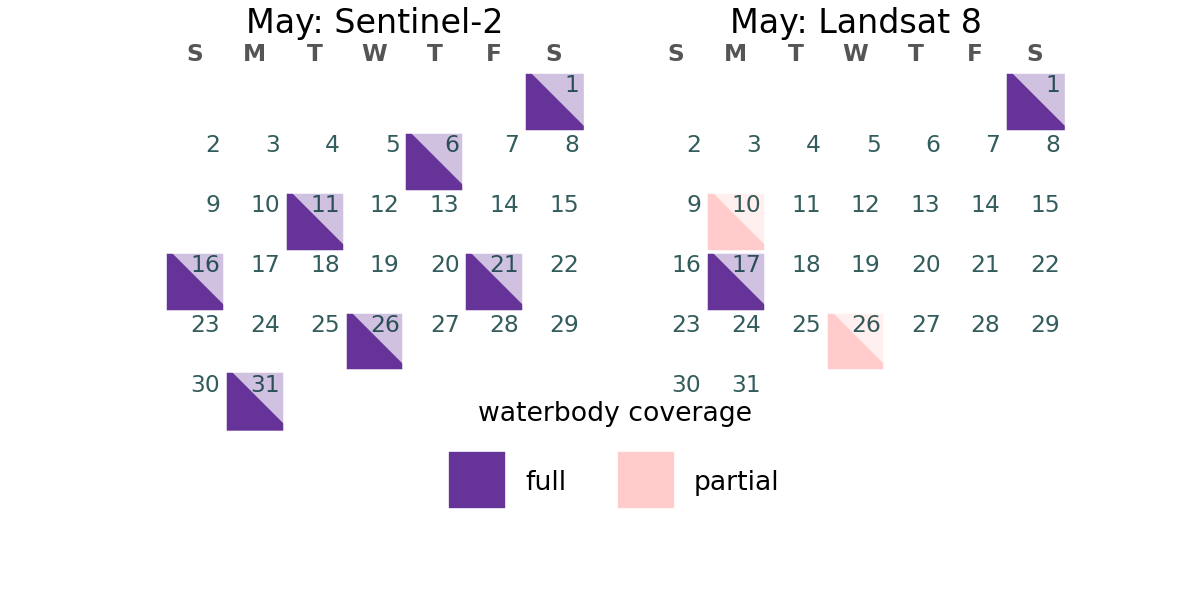 May: Sentinel-2
S M T W T F S
1
2 3 4 5 6 7 8
9 10 11 12 13 14 15
16 17 18 19 20 21 22
23 24 25 26 27 28 29
30 31
May: Landsat 8
S M T W T F S
1
2 3 4 5 6 7 8
9 10 11 12 13 14 15
16 17 18 19 20 21 22
23 24 25 26 27 28 29
30 31
waterbody coverage
full
partial